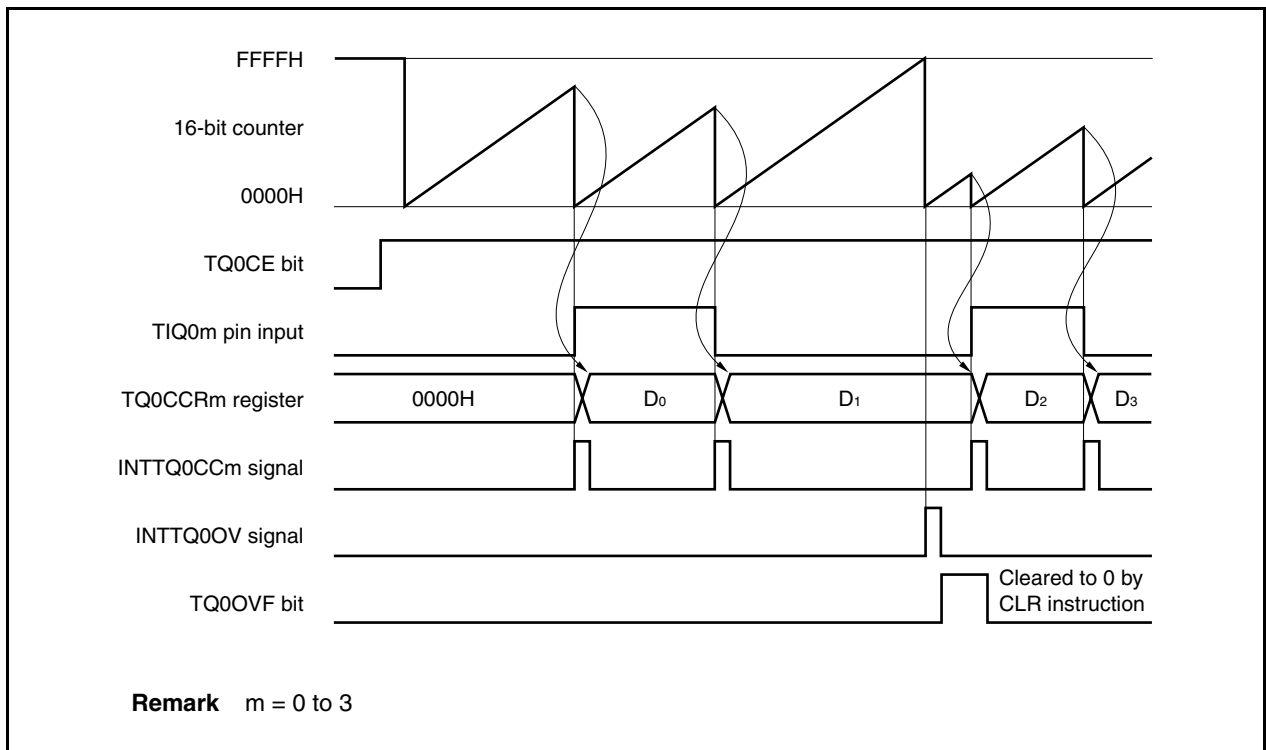 FFFFH
16-bit counter
0000H
TQ0CE bit
TIQ0m pin input
TQ0CCRm register
0000H D0 D1 D2 D3
INTTQ0CCm signal
INTTQ0OV signal
TQ0OVF bit
Cleared to 0 by
CLR instruction
Remark m = 0 to 3